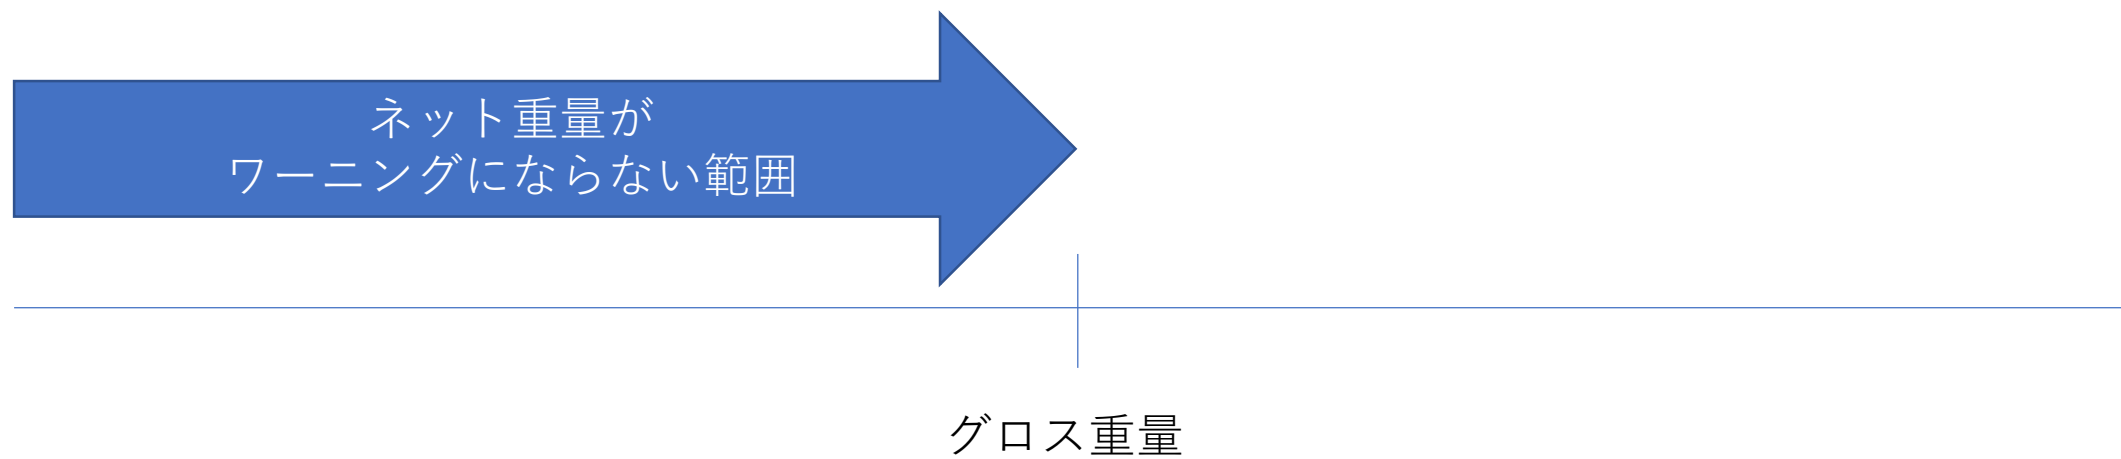 ネット重量が
ワーニングにならない範囲
グロス重量